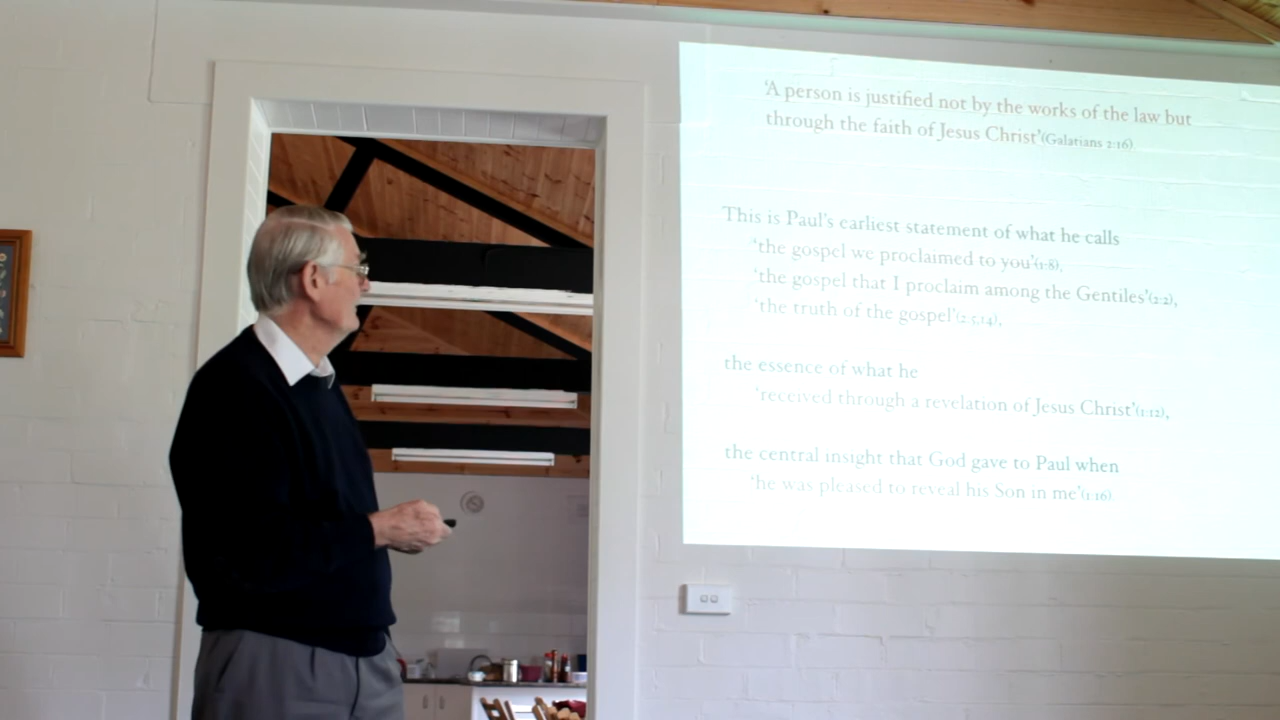 ‘A person is justified not by the works of the law but
through the faith of Jesus Christ’(Galatians 2:16)
This is Paul’s earliest statement of what he calls
‘the gospel we proclaimed to you’(1:8),
‘the gospel that I proclaim among the Gentiles’(2:2),
‘the truth of the gospel’(2:5,14),
the essence of what he
‘received through a revelation of Jesus Christ’(1:12),
the central insight that God gave to Paul when
‘he was pleased to reveal his Son in me’(1:16)